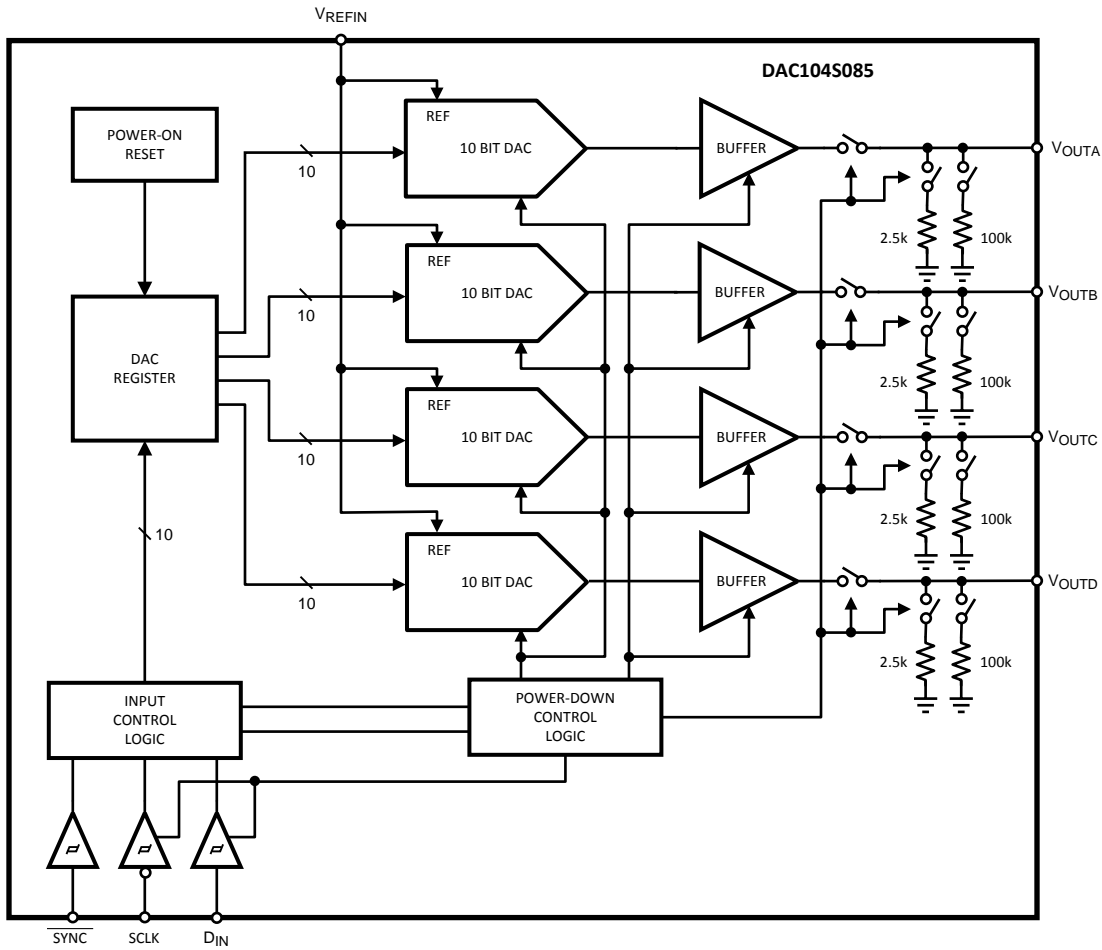 VREFIN
DAC104S085
POWER-ON
RESET
10
REF
10 BIT DAC
BUFFER
VOUTA
2.5k
100k
10
REF
10 BIT DAC
BUFFER
VOUTB
2.5k
100k
DAC
REGISTER
10
REF
10 BIT DAC
BUFFER
VOUTC
2.5k
100k
10
10
REF
10 BIT DAC
BUFFER
VOUTD
2.5k
100k
INPUT
CONTROL
LOGIC
POWER-DOWN
CONTROL
LOGIC
SYNC
SCLK
DIN